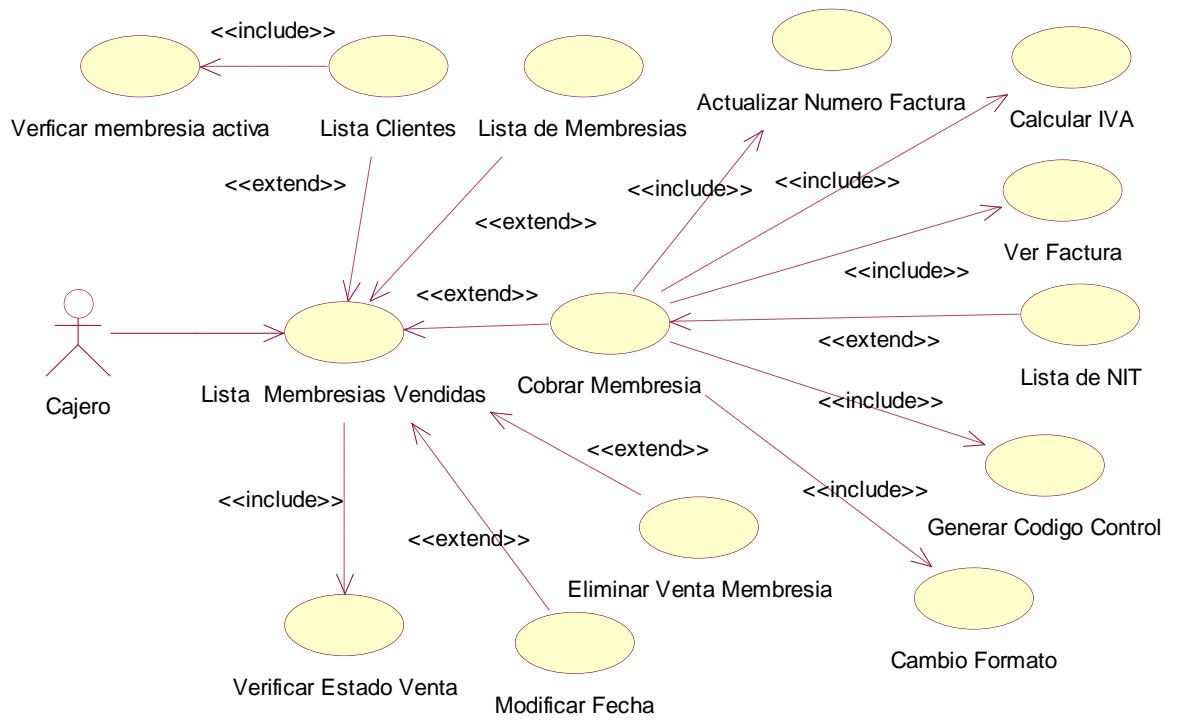 <<include>>
Verficar membresia activa
Lista Clientes
Lista de Membresias
Actualizar Numero Factura
Calcular IVA
<<extend>>
<<extend>>
<<include>>
<<include>>
Ver Factura
<<include>>
<<extend>>
<<extend>>
Lista de NIT
Cajero
Lista  Membresias Vendidas
Cobrar Membresia
<<include>>
<<extend>>
<<include>>
<<include>>
<<extend>>
Generar Codigo Control
Eliminar Venta Membresia
Cambio Formato
Verificar Estado Venta
Modificar Fecha